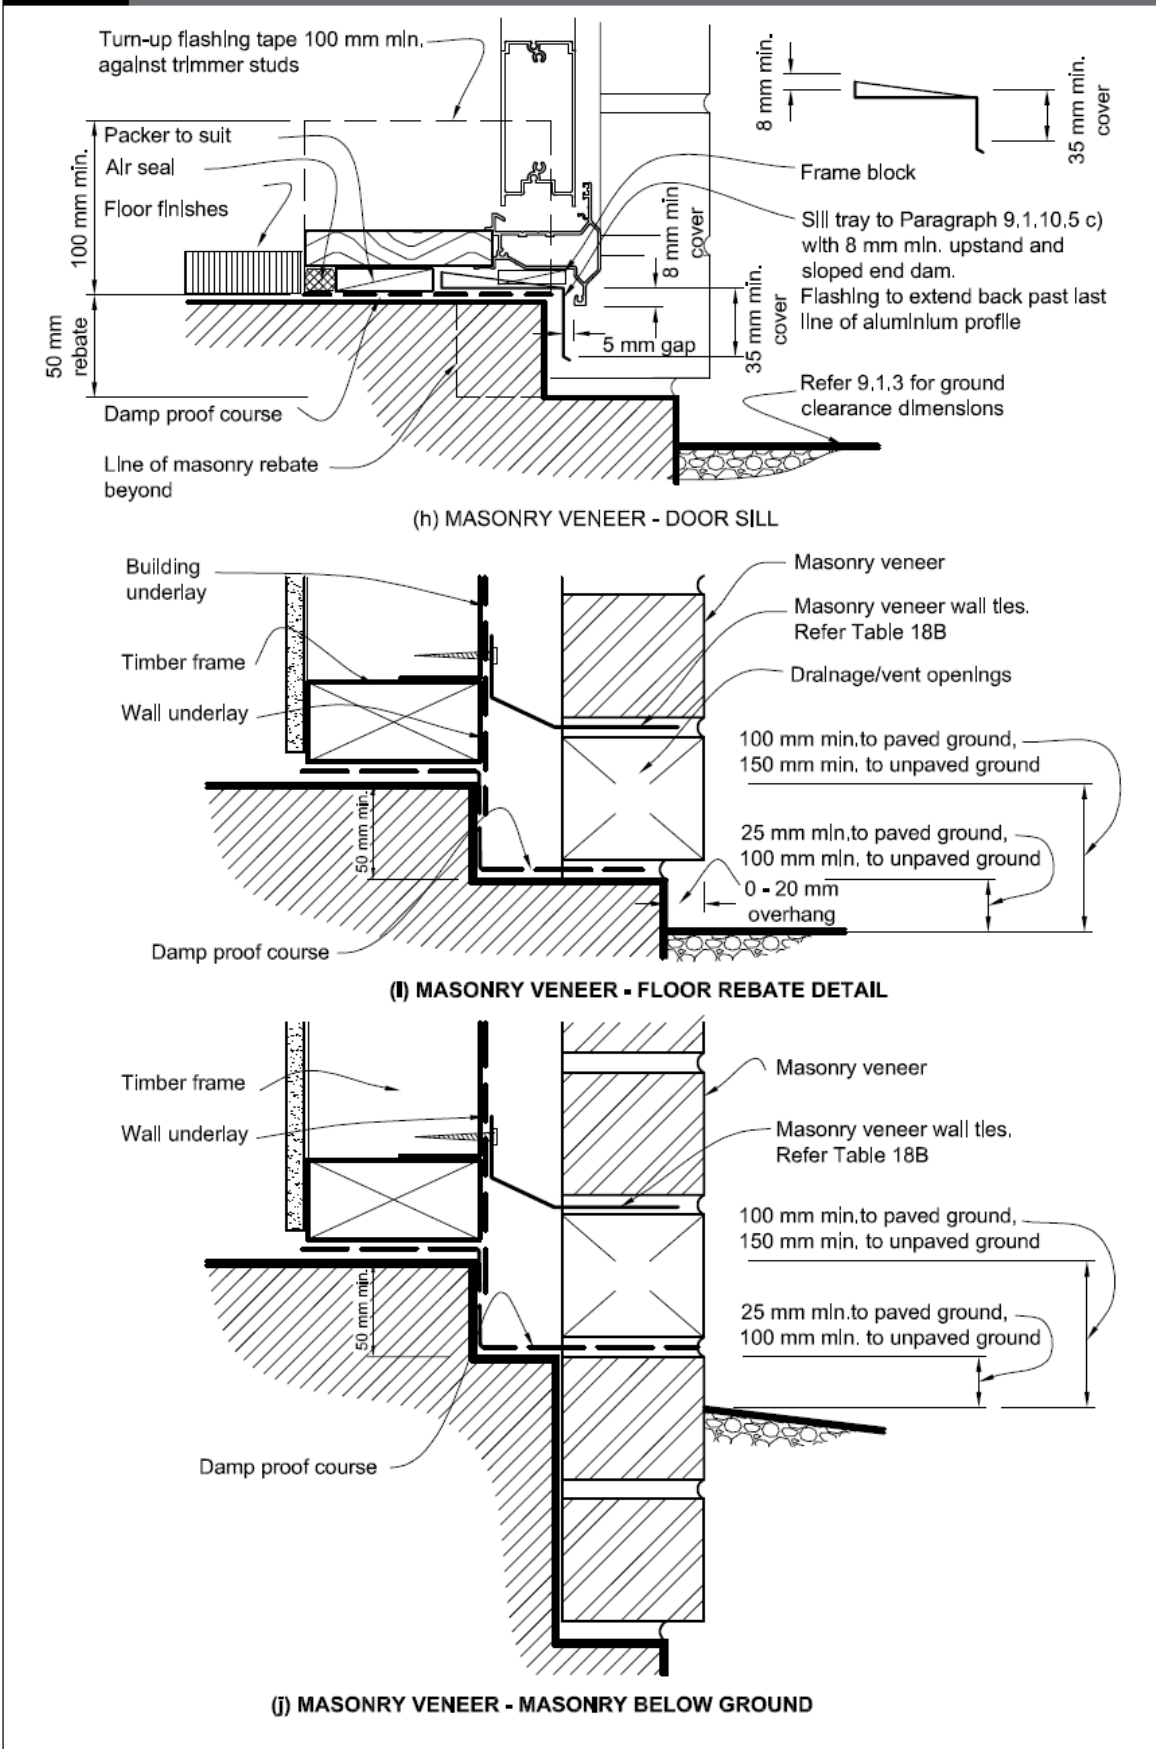 Turn-up flashing tape 100 mm min.
against trimmer studs
8 mm min.
35 mm min.
cover
Packer to suit
Air seal
Floor finishes
100 mm min.
50 mm
rebate
Frame block
8 mm min
cover
Sill tray to Paragraph 9.1.10.5 c)
with 8 mm min. upstand and
sloped end dam.
Flashing to extend back past last
line of aluminium profile
35 mm min.
cover
5 mm gap
Damp proof course
Refer 9.1.3 for ground
clearance dimensions
Line of masonry rebate
beyond
(h) MASONRY VENEER - DOOR SILL
Building
underlay
Masonry veneer
Masonry veneer wall ties.
Refer Table 18B
Timber frame
Drainage/vent openings
Wall underlay
100 mm min.to paved ground,
150 mm min. to unpaved ground
50 mm min.
25 mm min.to paved ground,
100 mm min. to unpaved ground
0 - 20 mm
overhang
Damp proof course
(i) MASONRY VENEER - FLOOR REBATE DETAIL
Timber frame
Masonry veneer
Wall underlay
Masonry veneer wall ties.
Refer Table 18B
100 mm min.to paved ground,
150 mm min. to unpaved ground
50 mm min.
25 mm min.to paved ground,
100 mm min. to unpaved ground
Damp proof course
(j) MASONRY VENEER - MASONRY BELOW GROUND